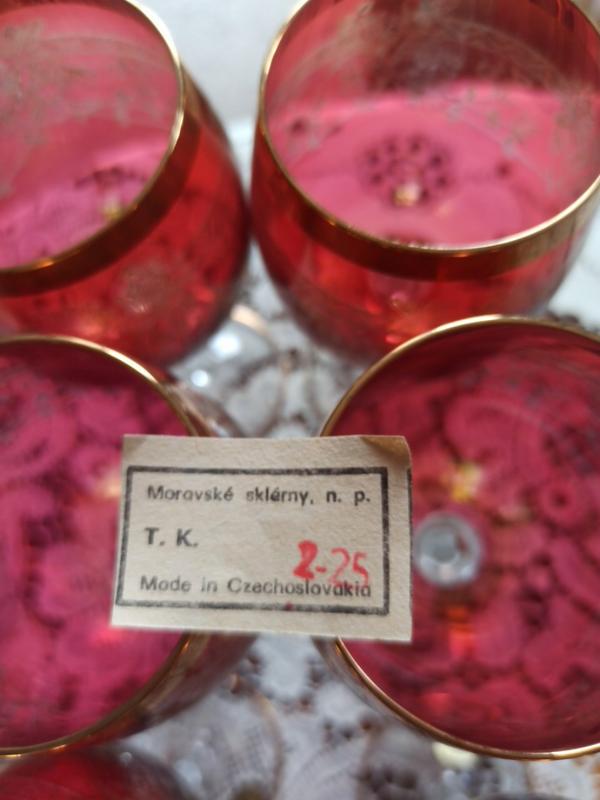 Moravské sklárny, n. p.
T. K.
2-25
Made in Czechoslovakia